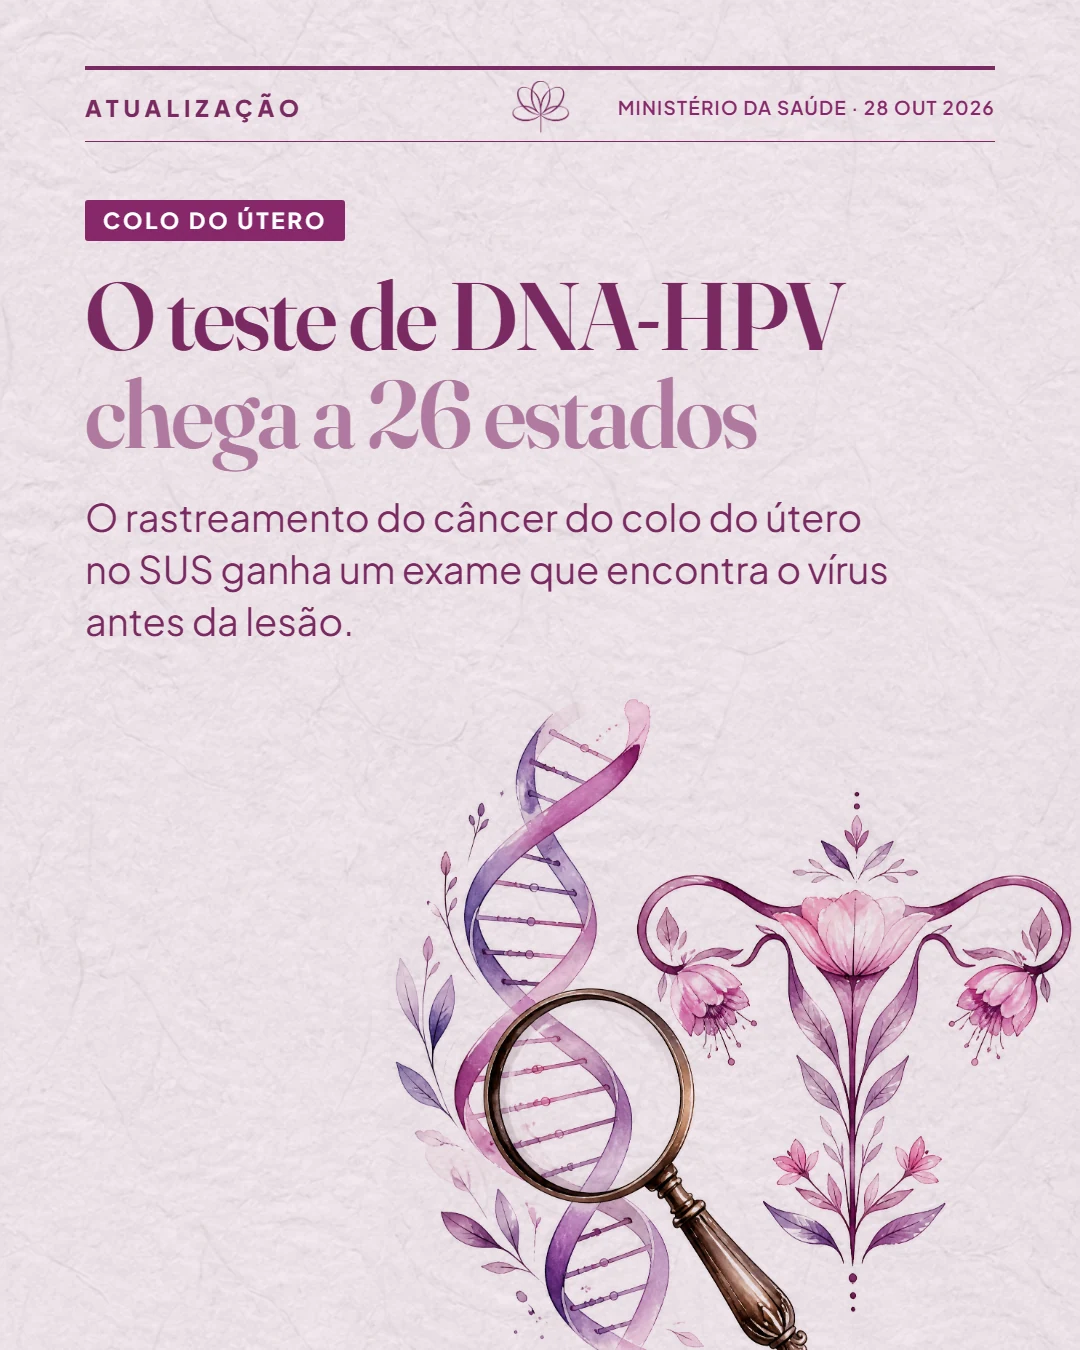 ATUALIZAÇÃO
MINISTÉRIO DA SAÚDE · 28 OUT 2026
COLO DO ÚTERO
O teste de DNA-HPV
chega a 26 estados
O rastreamento do câncer do colo do útero
no SUS ganha um exame que encontra o vírus
antes da lesão.